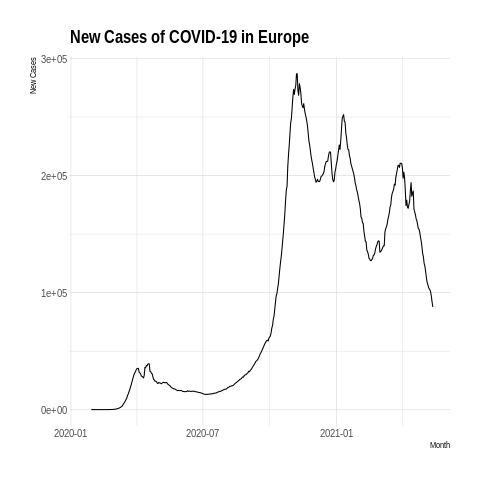 New Cases of COVID-19 in Europe
New Cases
3e+05
2e+05
1e+05
0e+00
2020-01
2020-07
2021-01
Month